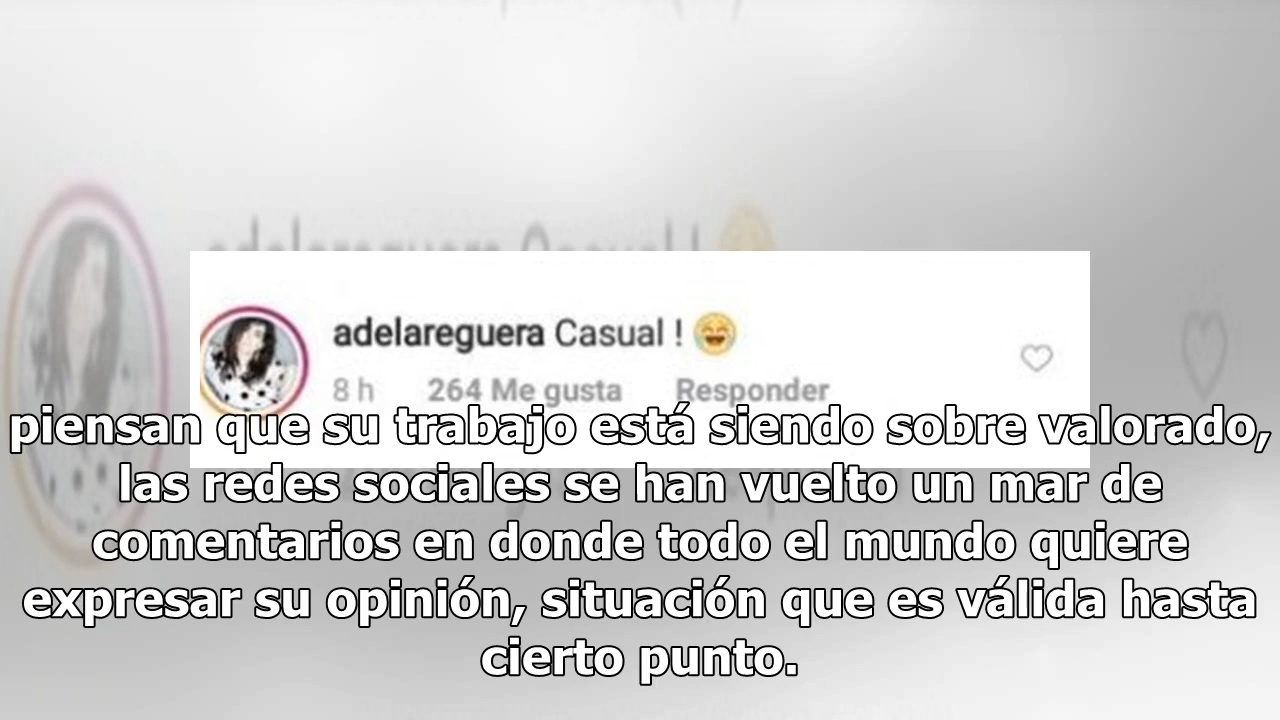 adelareguera Casual ! 😂
8 h 264 Me gusta Responder
piensan que su trabajo está siendo sobre valorado,
las redes sociales se han vuelto un mar de
comentarios en donde todo el mundo quiere
expresar su opinión, situación que es válida hasta
cierto punto.